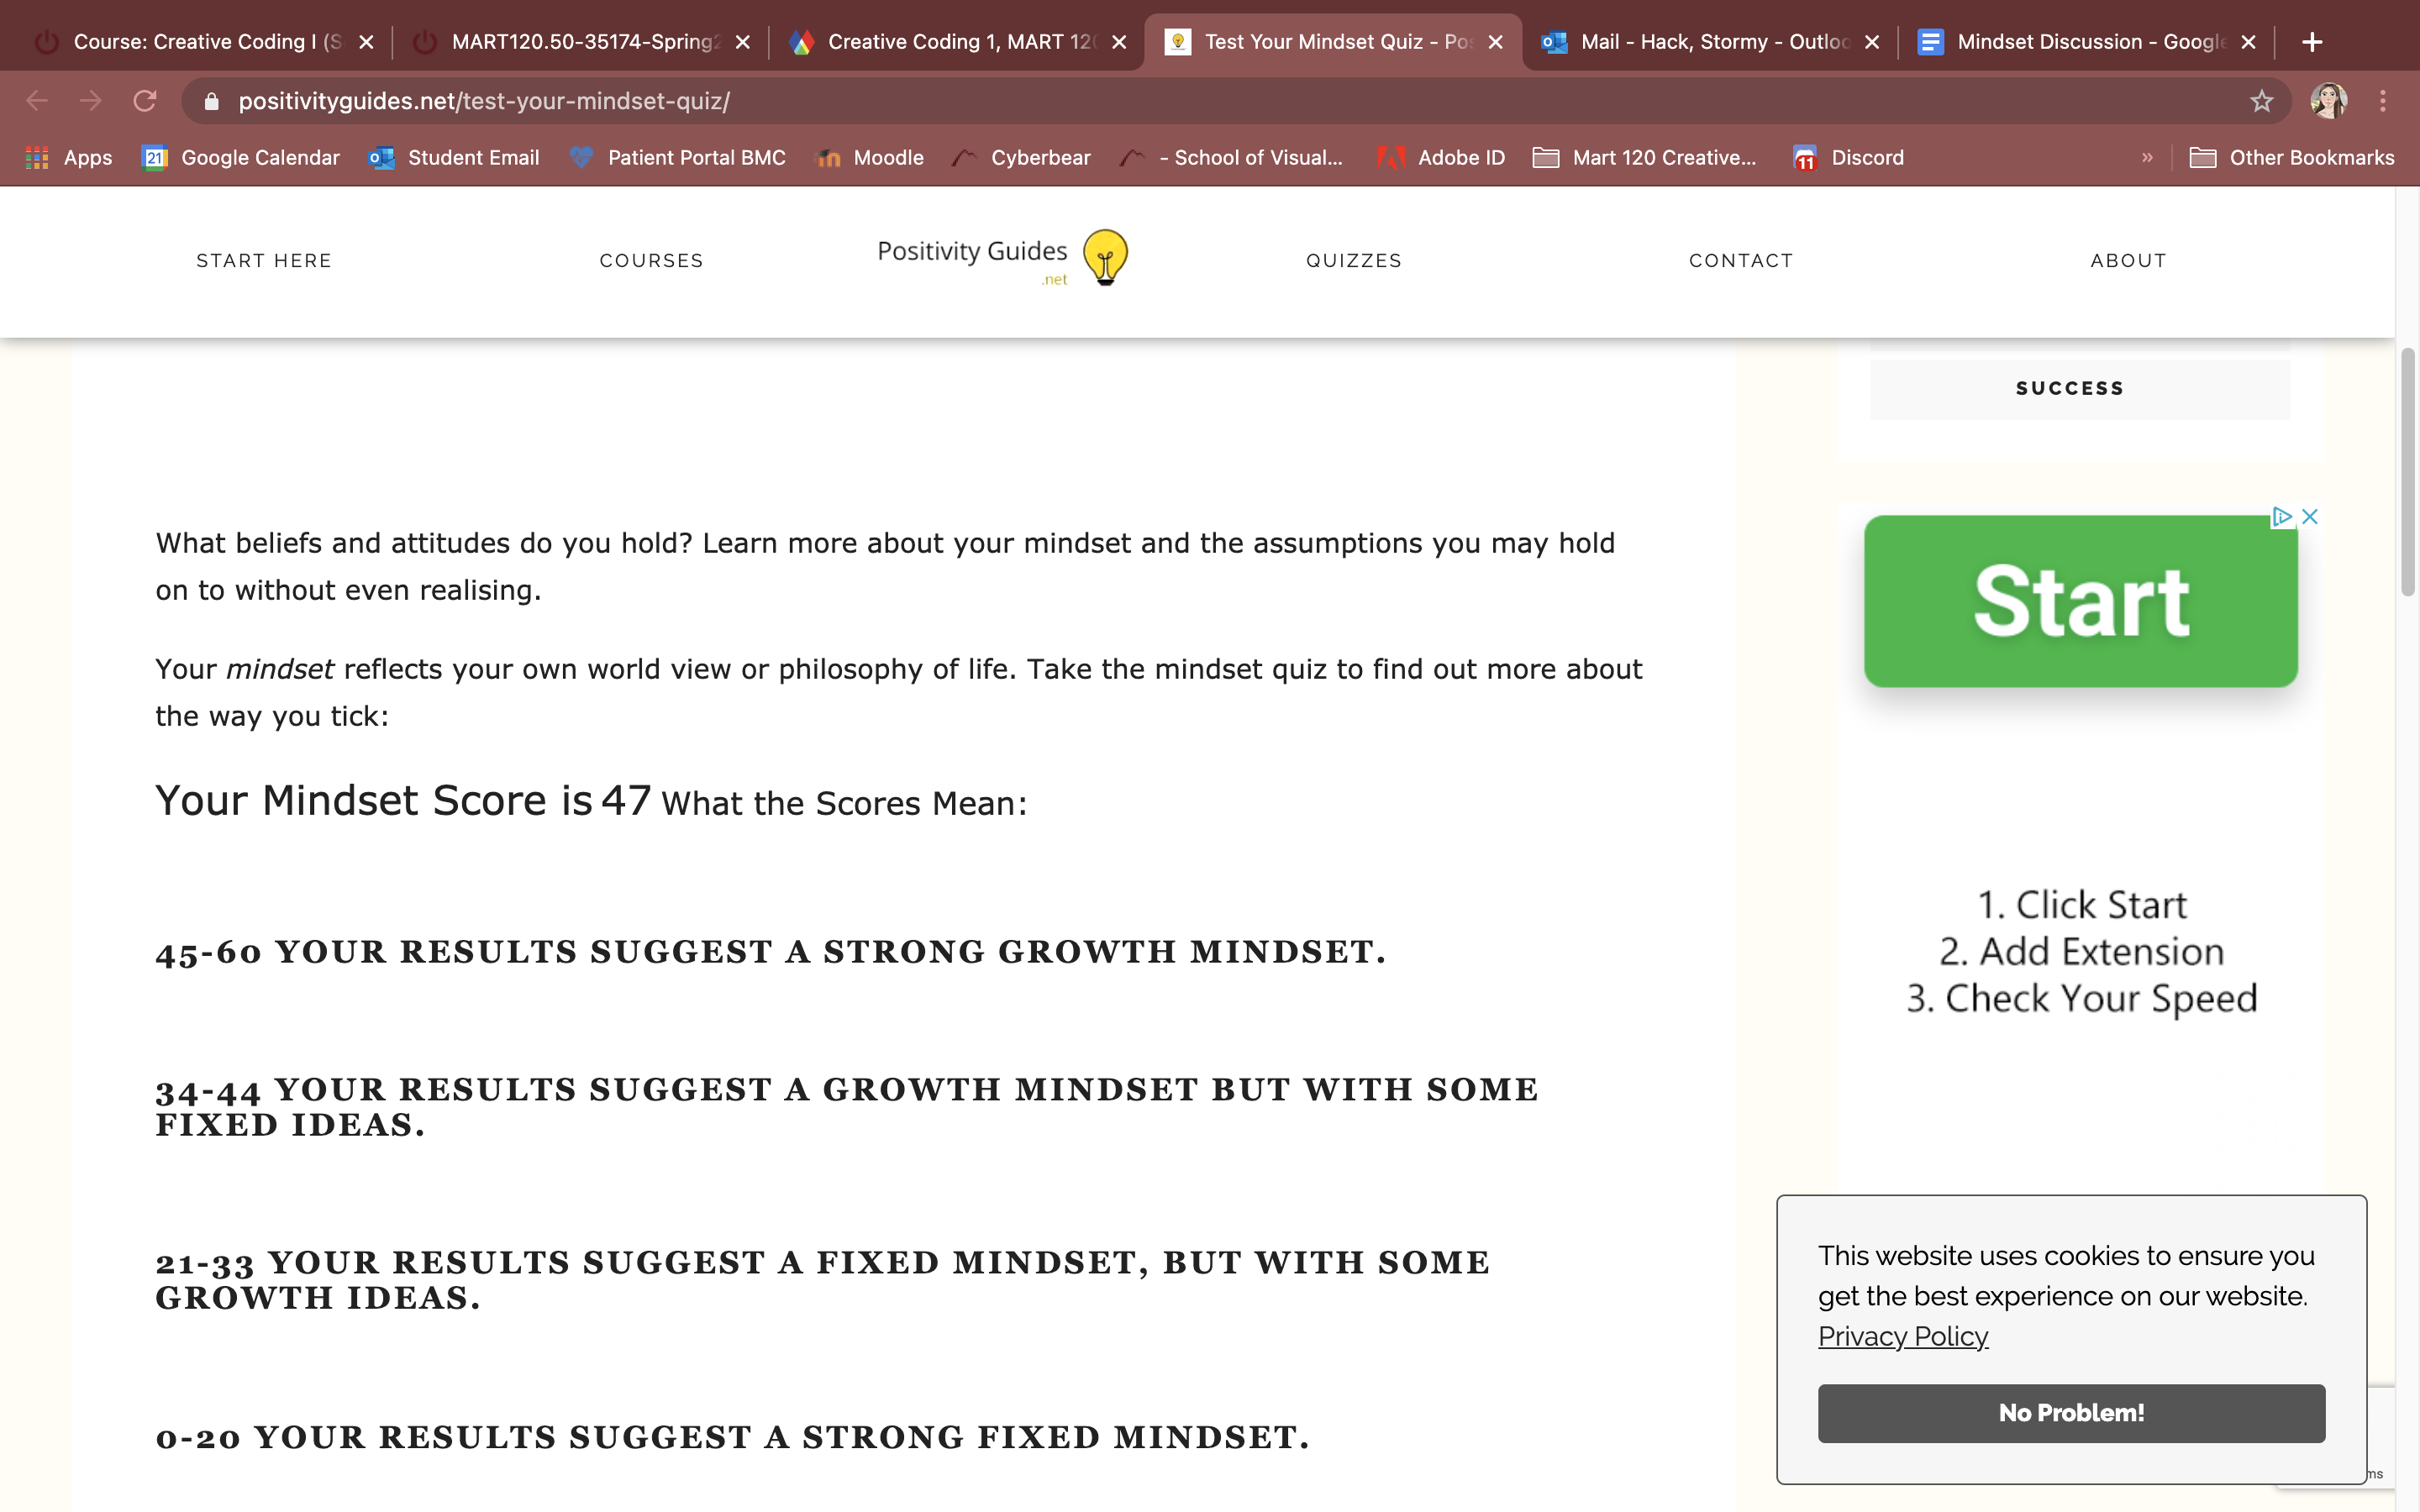 Course: Creative Coding I (S
MART120.50-35174-Spring2
Creative Coding 1, MART 120
Test Your Mindset Quiz - Pos
Mail - Hack, Stormy - Outloo
Mindset Discussion - Google
positivityguides.net/test-your-mindset-quiz/
Apps
21 Google Calendar
Student Email
Patient Portal BMC
Moodle
Cyberbear
- School of Visual...
Adobe ID
Mart 120 Creative...
11 Discord
»
Other Bookmarks
START HERE
COURSES
Positivity Guides
.net
QUIZZES
CONTACT
ABOUT
SUCCESS
What beliefs and attitudes do you hold? Learn more about your mindset and the assumptions you may hold
on to without even realising.
Your mindset reflects your own world view or philosophy of life. Take the mindset quiz to find out more about
the way you tick:
Your Mindset Score is 47 What the Scores Mean:
45-60 YOUR RESULTS SUGGEST A STRONG GROWTH MINDSET.
34-44 YOUR RESULTS SUGGEST A GROWTH MINDSET BUT WITH SOME
FIXED IDEAS.
21-33 YOUR RESULTS SUGGEST A FIXED MINDSET, BUT WITH SOME
GROWTH IDEAS.
0-20 YOUR RESULTS SUGGEST A STRONG FIXED MINDSET.
Start
1. Click Start
2. Add Extension
3. Check Your Speed
This website uses cookies to ensure you
get the best experience on our website.
Privacy Policy
No Problem!
ms